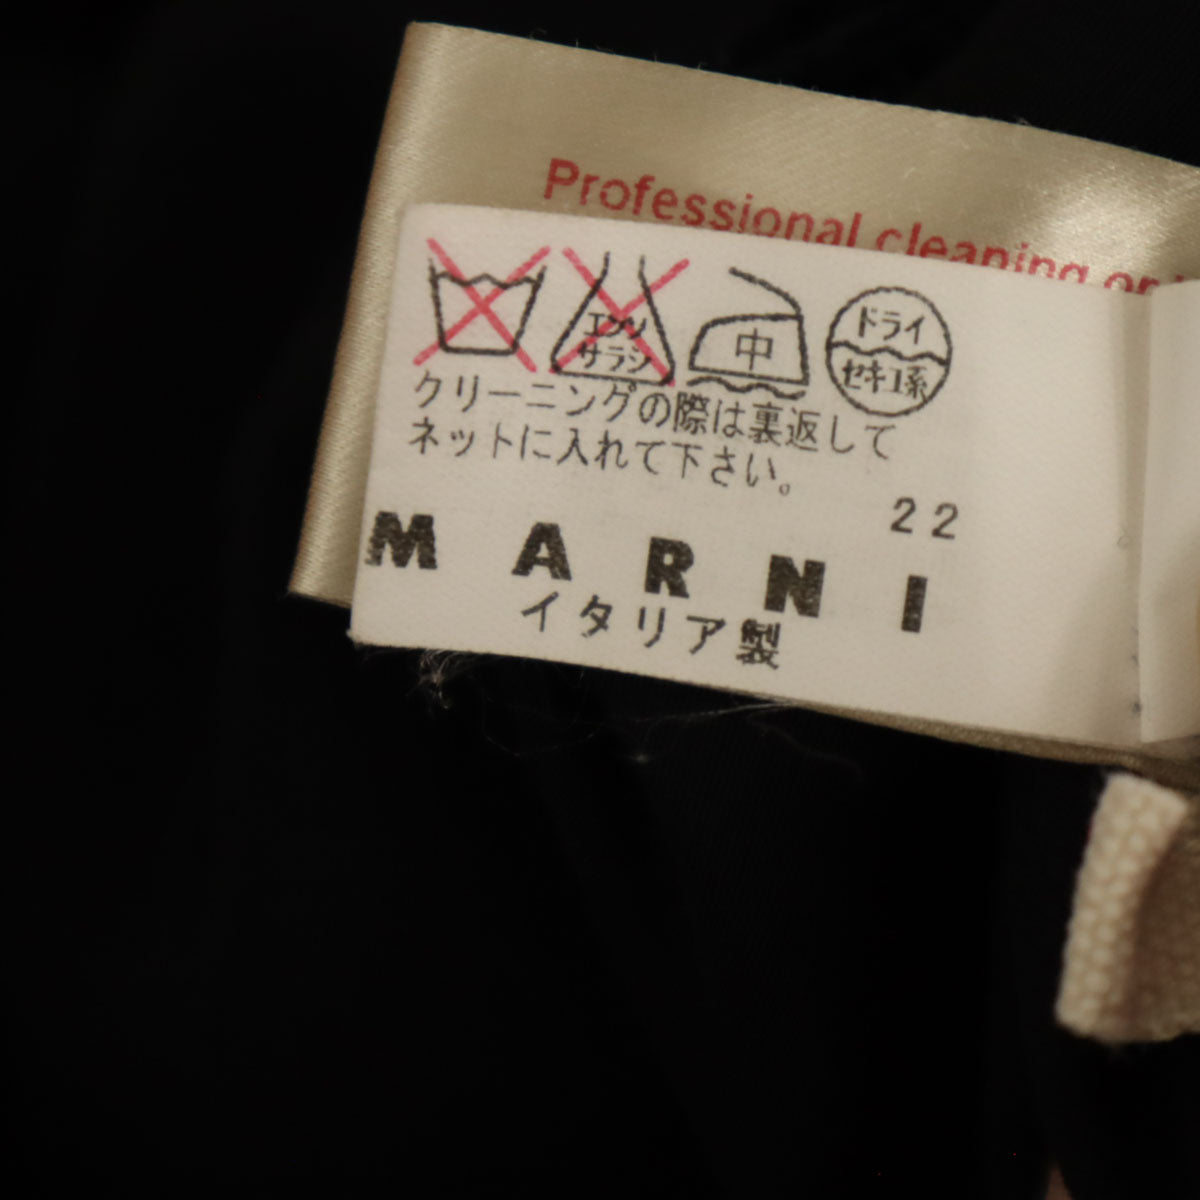 Professional cleaning
エンソ
サラシ
中
ドライ
セキユ系
クリーニングの際は裏返して
ネットに入れて下さい。
22
MARNI
イタリア製